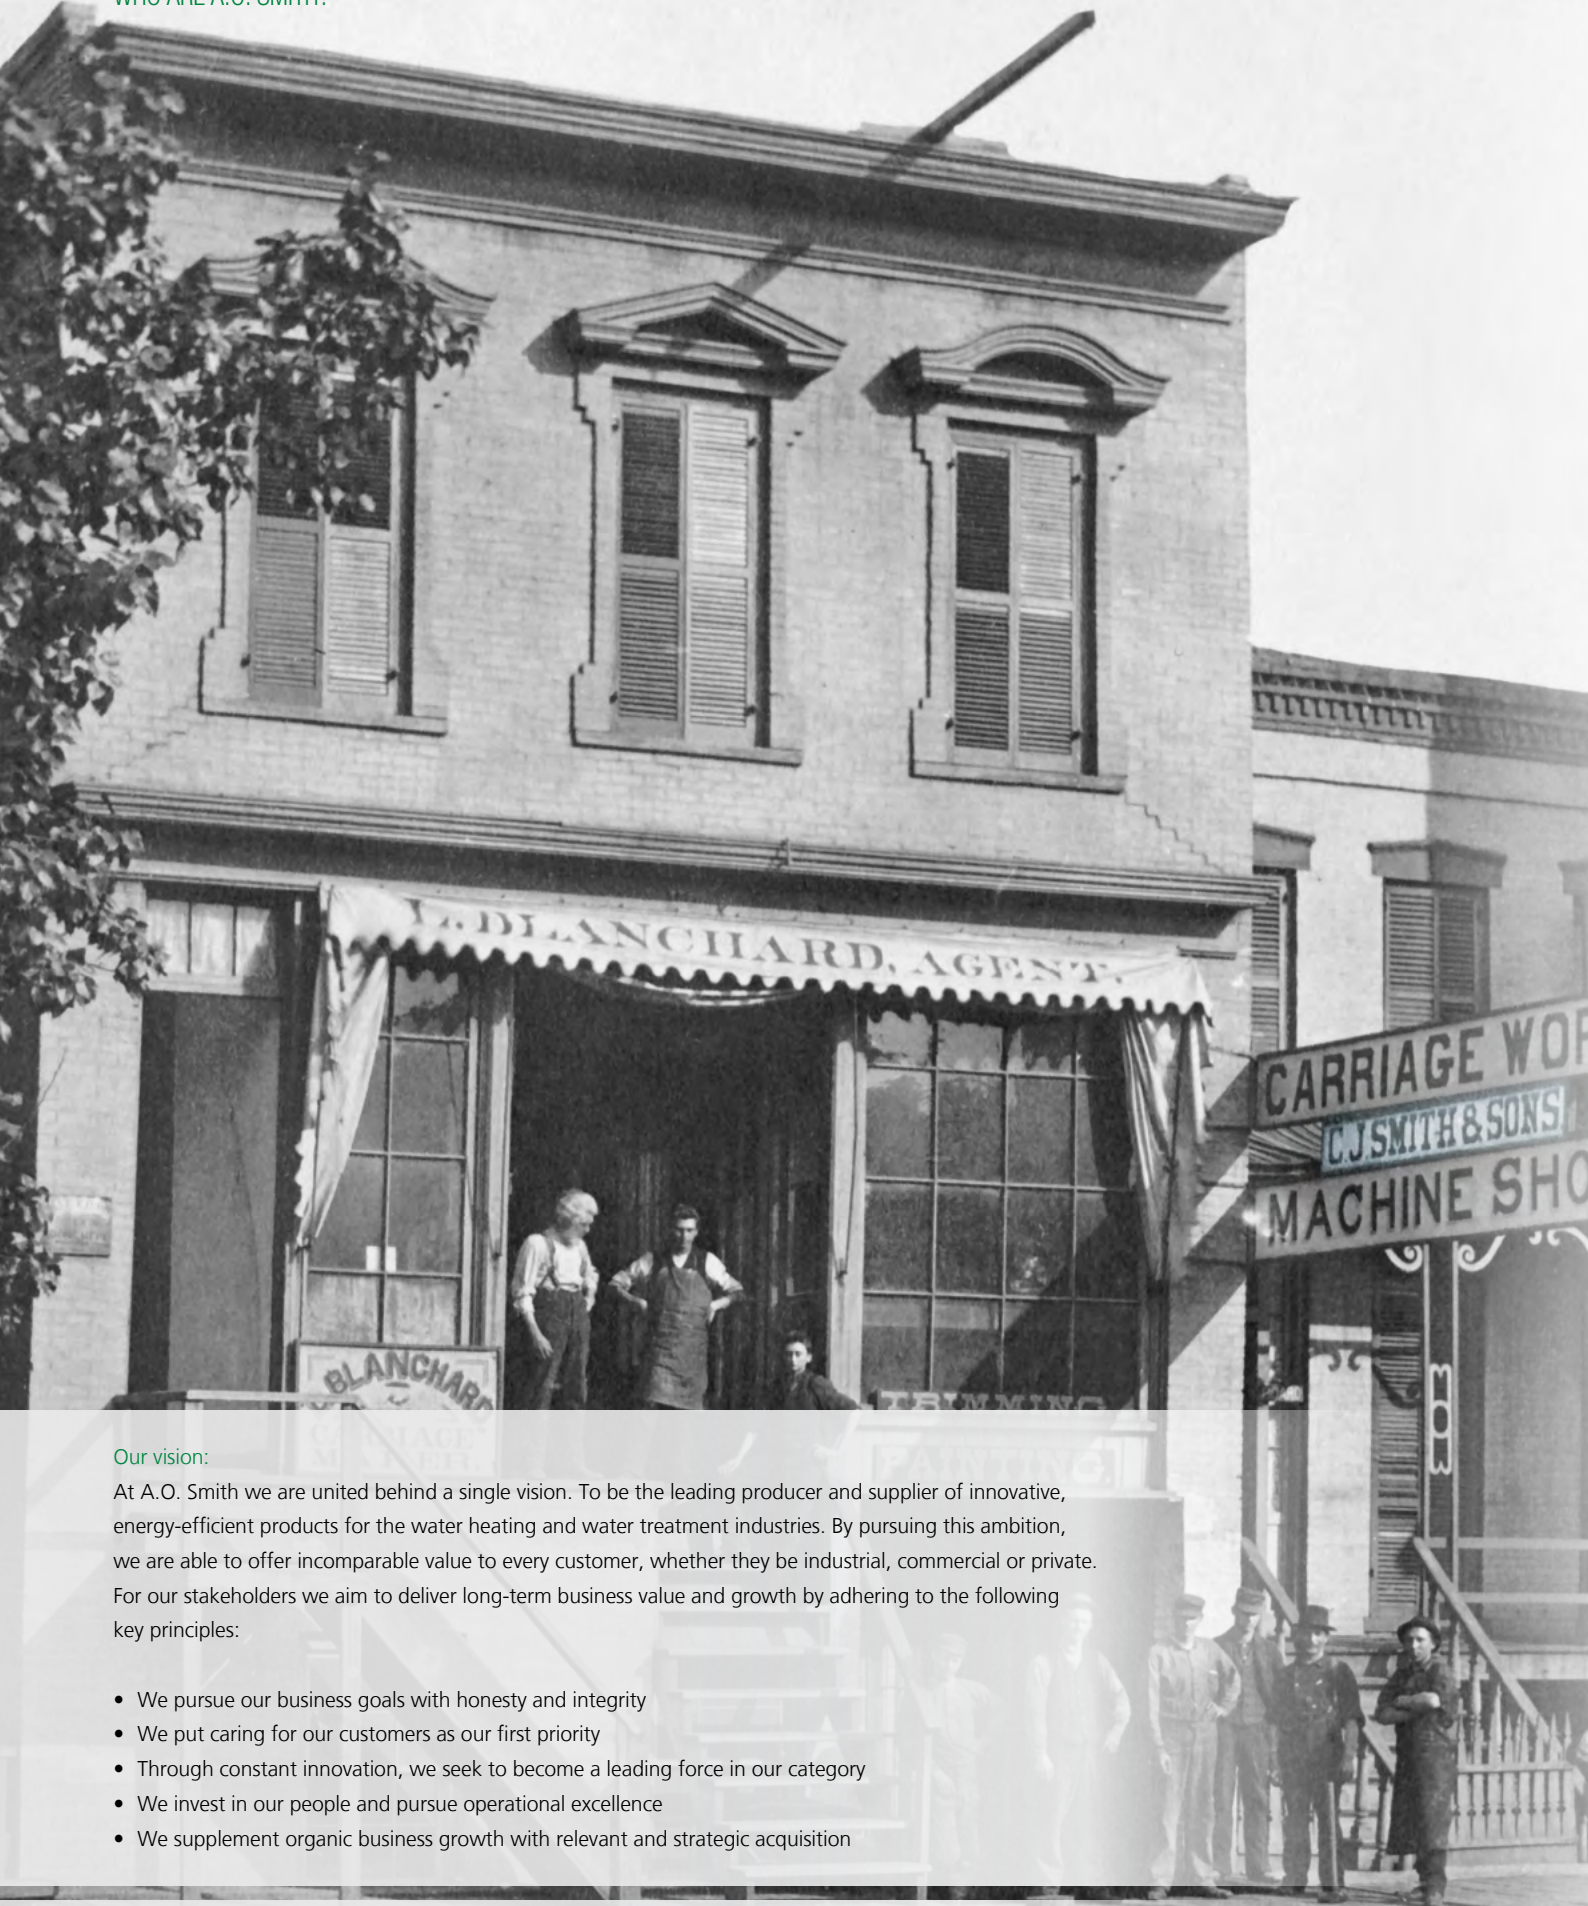 WHO ARE A.O. SMITH?
L. BLANCHARD, AGENT.
CARRIAGE
C.J. SMITH & SONS
MACHINE
BLANCHARD
CARRIAGE
TRIMMING
PAINTING
Our vision:
At A.O. Smith we are united behind a single vision. To be the leading producer and supplier of innovative,
energy-efficient products for the water heating and water treatment industries. By pursuing this ambition,
we are able to offer incomparable value to every customer, whether they be industrial, commercial or private.
For our stakeholders we aim to deliver long-term business value and growth by adhering to the following
key principles:
• We pursue our business goals with honesty and integrity
• We put caring for our customers as our first priority
• Through constant innovation, we seek to become a leading force in our category
• We invest in our people and pursue operational excellence
• We supplement organic business growth with relevant and strategic acquisition